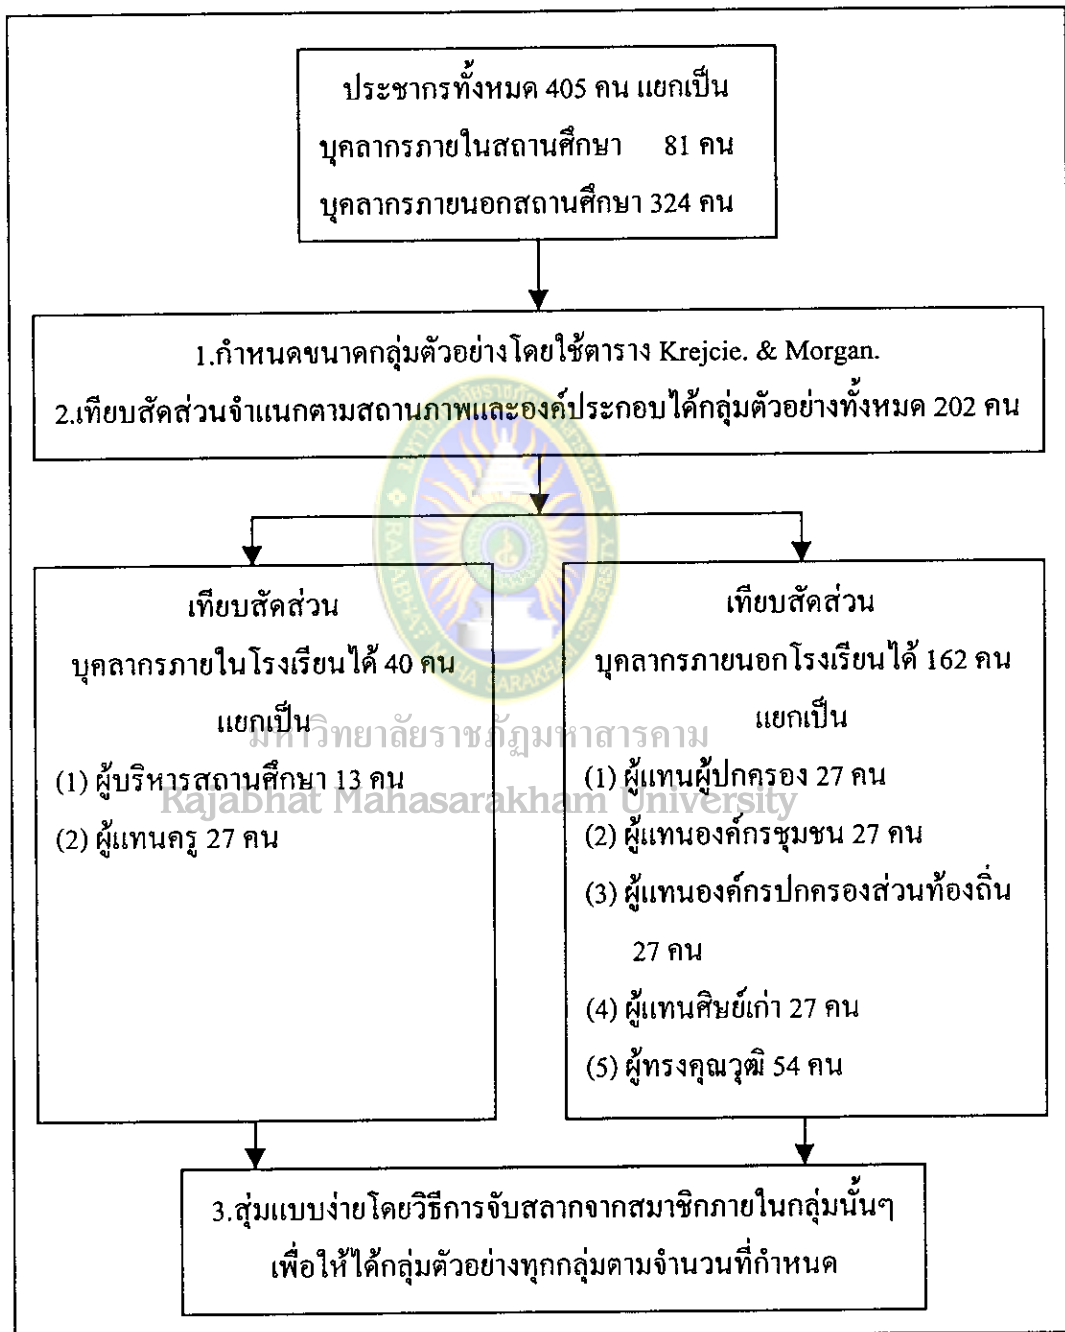 ประชากรทั้งหมด 405 คน แยกเป็น
บุคลากรภายในสถานศึกษา 81 คน
บุคลากรภายนอกสถานศึกษา 324 คน
1.กำหนดขนาดกลุ่มตัวอย่างโดยใช้ตาราง Krejcie. & Morgan.
2.เทียบสัดส่วนจำแนกตามสถานภาพและองค์ประกอบได้กลุ่มตัวอย่างทั้งหมด 202 คน
เทียบสัดส่วน
บุคลากรภายในโรงเรียนได้ 40 คน
แยกเป็น
(1) ผู้บริหารสถานศึกษา 13 คน
(2) ผู้แทนครู 27 คน
เทียบสัดส่วน
บุคลากรภายนอกโรงเรียนได้ 162 คน
แยกเป็น
(1) ผู้แทนผู้ปกครอง 27 คน
(2) ผู้แทนองค์กรชุมชน 27 คน
(3) ผู้แทนองค์กรปกครองส่วนท้องถิ่น
27 คน
(4) ผู้แทนศิษย์เก่า 27 คน
(5) ผู้ทรงคุณวุฒิ 54 คน
มหาวิทยาลัยราชภัฏมหาสารคาม
Rajabhat Mahasarakham University
RAJABHAT MAHA SARAKHAM UNIVERSITY
3.สุ่มแบบง่ายโดยวิธีการจับสลากจากสมาชิกภายในกลุ่มนั้นๆ
เพื่อให้ได้กลุ่มตัวอย่างทุกกลุ่มตามจำนวนที่กำหนด